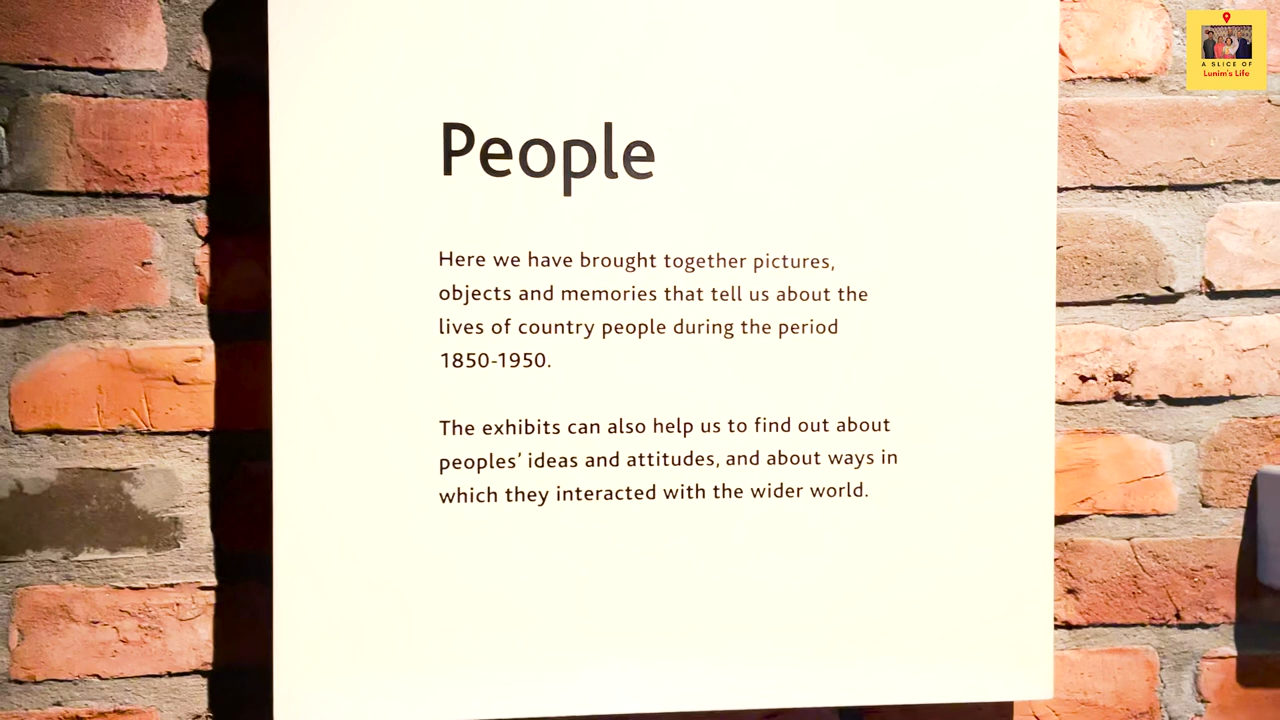 People
Here we have brought together pictures,
objects and memories that tell us about the
lives of country people during the period
1850-1950.
The exhibits can also help us to find out about
peoples’ ideas and attitudes, and about ways in
which they interacted with the wider world.
A SLICE OF
Lunim's Life